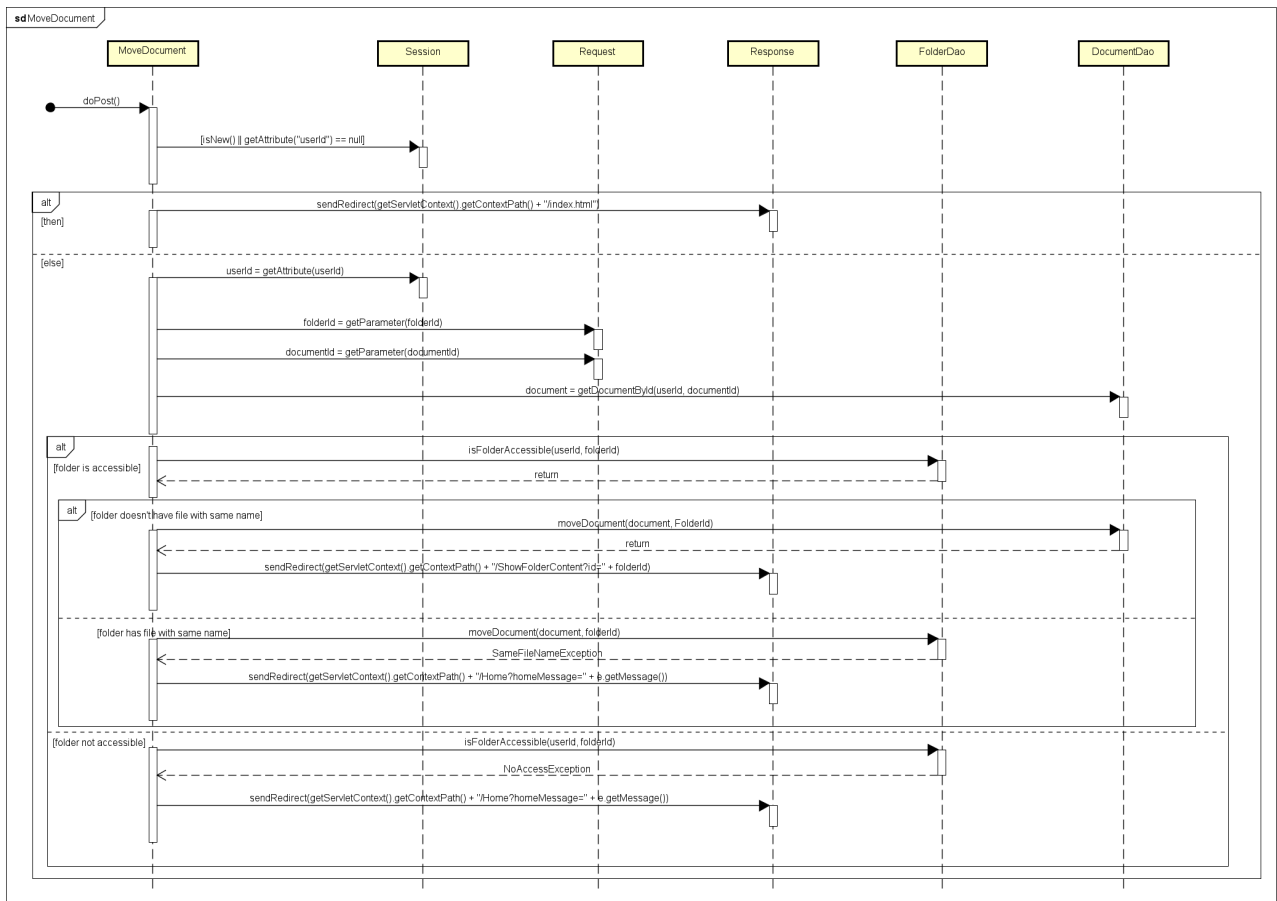 sd MoveDocument
MoveDocument
Session
Request
Response
FolderDao
DocumentDao
doPost()
[isNew() || getAttribute("userId") == null]
alt
sendRedirect(getServletContext().getContextPath() + "/index.html")
[then]
[else]
userId = getAttribute(userId)
folderId = getParameter(folderId)
documentId = getParameter(documentId)
document = getDocumentById(userId, documentId)
alt
isFolderAccessible(userId, folderId)
[folder is accessible]
return
alt
[folder doesn't have file with same name]
moveDocument(document, FolderId)
return
sendRedirect(getServletContext().getContextPath() + "/ShowFolderContent?id=" + folderId)
[folder has file with same name]
moveDocument(document, folderId)
SameFileNameException
sendRedirect(getServletContext().getContextPath() + "/Home?homeMessage=" + e.getMessage())
[folder not accessible]
isFolderAccessible(userId, folderId)
NoAccessException
sendRedirect(getServletContext().getContextPath() + "/Home?homeMessage=" + e.getMessage())